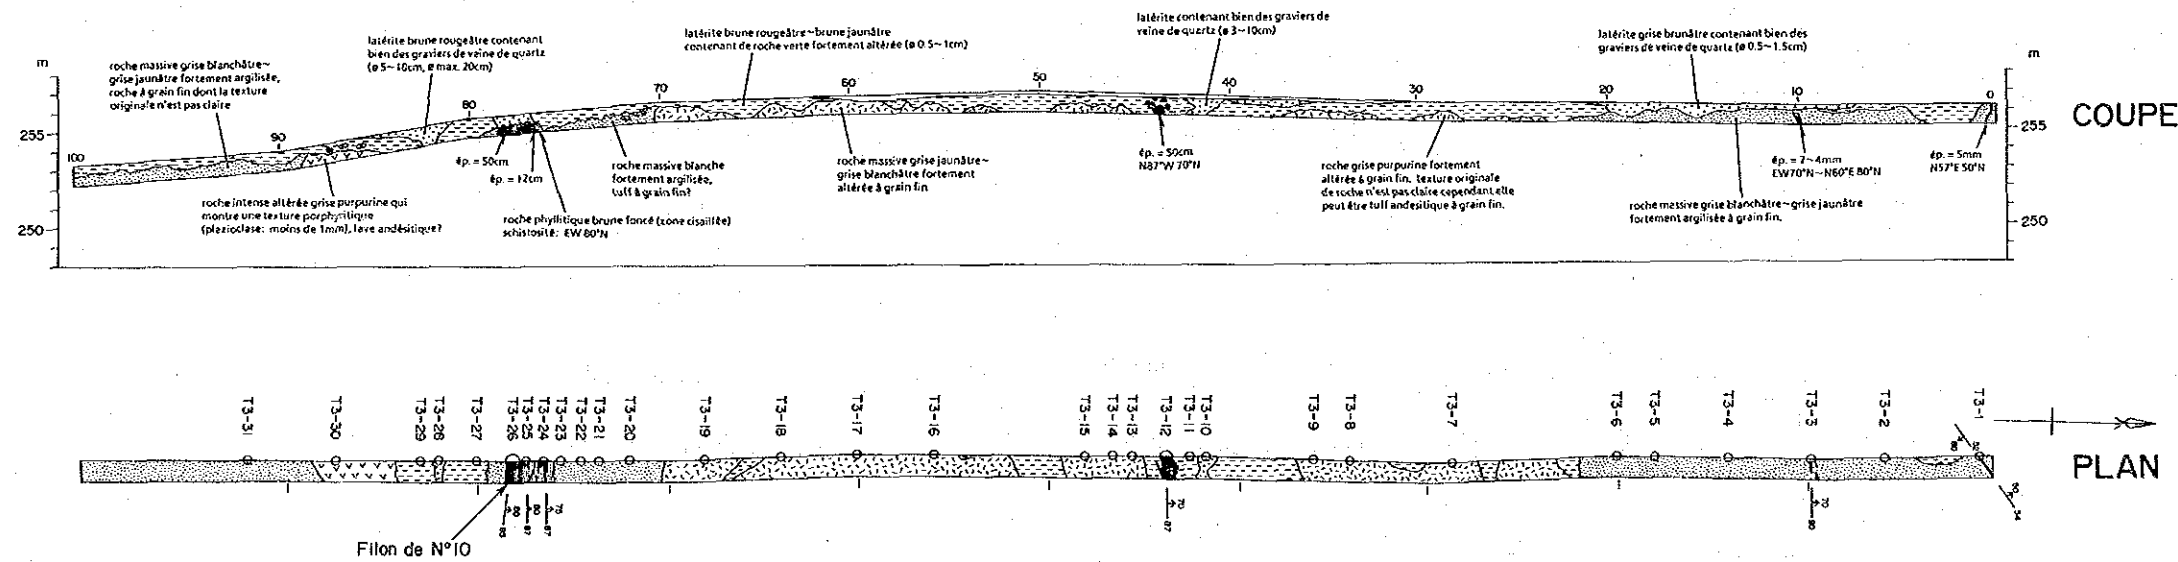 m
255
250
100
90
80
70
60
50
40
30
20
10
0
m
255
250
COUPE
roche massive grise blanchâtre~
grise jaunâtre fortement argilisée,
roche à grain fin dont la texture
originale n'est pas claire
latérite brune rougeâtre contenant
bien des graviers de veine de quartz
(ø 5~10cm, ø max. 20cm)
latérite brune rougeâtre~brune jaunâtre
contenant de roche verte fortement altérée (ø 0.5~1cm)
latérite contenant bien des graviers de
veine de quartz (ø 3~10cm)
latérite grise brunâtre contenant bien des
graviers de veine de quartz (ø 0.5~1.5cm)
roche intense altérée grise purpurine qui
montre une texture porphyritique
(plazioclase: moins de 1mm), lave andésitique?
ép. = 50cm
ép. = 12cm
roche phyllitique brune foncé (zone cisaillée)
schistosité: EW 80°N
roche massive blanche
fortement argilisée,
tuff à grain fin?
roche massive grise jaunâtre~
grise blanchâtre fortement
altérée à grain fin
ép. = 50cm
N87°W 70°N
roche grise purpurine fortement
altérée à grain fin, texture originale
de roche n'est pas claire cependant elle
peut être tuff andesitique à grain fin.
roche massive grise blanchâtre~grise jaunâtre
fortement argilisée à grain fin.
ép. = 2~4mm
EW70°N~N60°E 80°N
ép. = 5mm
N57°E 50°N
T3-31
T3-30
T3-29
T3-28
T3-27
T3-26
T3-25
T3-24
T3-23
T3-22
T3-21
T3-20
T3-19
T3-18
T3-17
T3-16
T3-15
T3-14
T3-13
T3-12
T3-11
T3-10
T3-9
T3-8
T3-7
T3-6
T3-5
T3-4
T3-3
T3-2
T3-1
PLAN
80
87
80
87
75
87
70
70
Filon de N°10